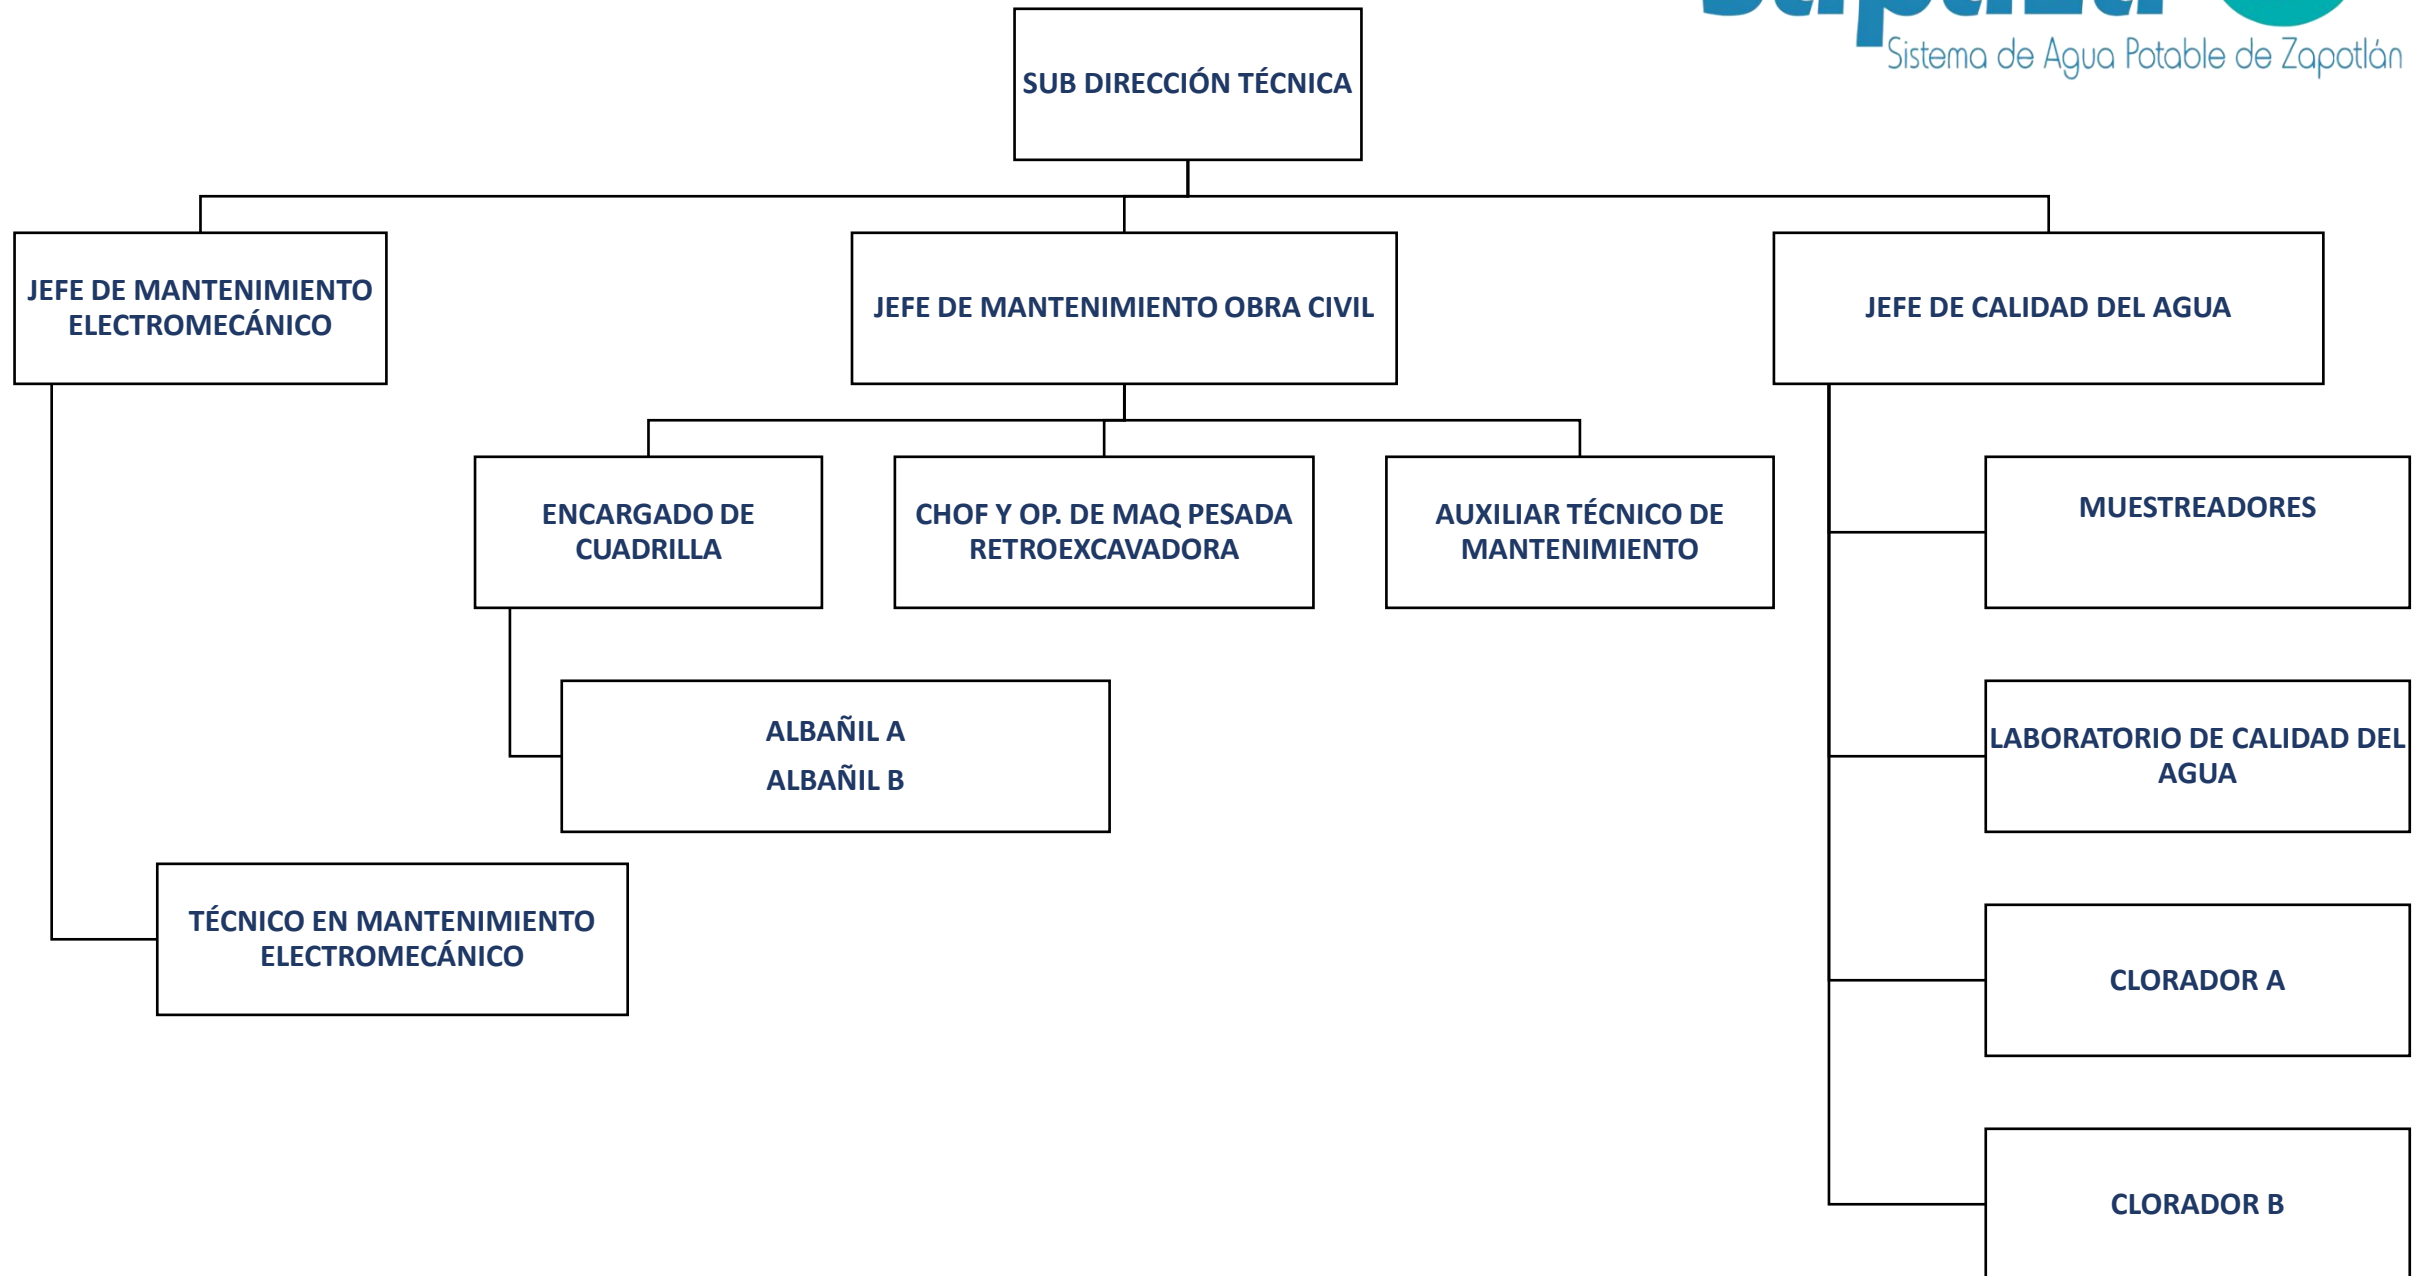 Sistema de Agua Potable de Zapotlán
SUB DIRECCIÓN TÉCNICA
JEFE DE MANTENIMIENTO
ELECTROMECÁNICO
JEFE DE MANTENIMIENTO OBRA CIVIL
JEFE DE CALIDAD DEL AGUA
ENCARGADO DE
CUADRILLA
CHOF Y OP. DE MAQ PESADA
RETROEXCAVADORA
AUXILIAR TÉCNICO DE
MANTENIMIENTO
MUESTREADORES
ALBAÑIL A
ALBAÑIL B
LABORATORIO DE CALIDAD DEL
AGUA
TÉCNICO EN MANTENIMIENTO
ELECTROMECÁNICO
CLORADOR A
CLORADOR B